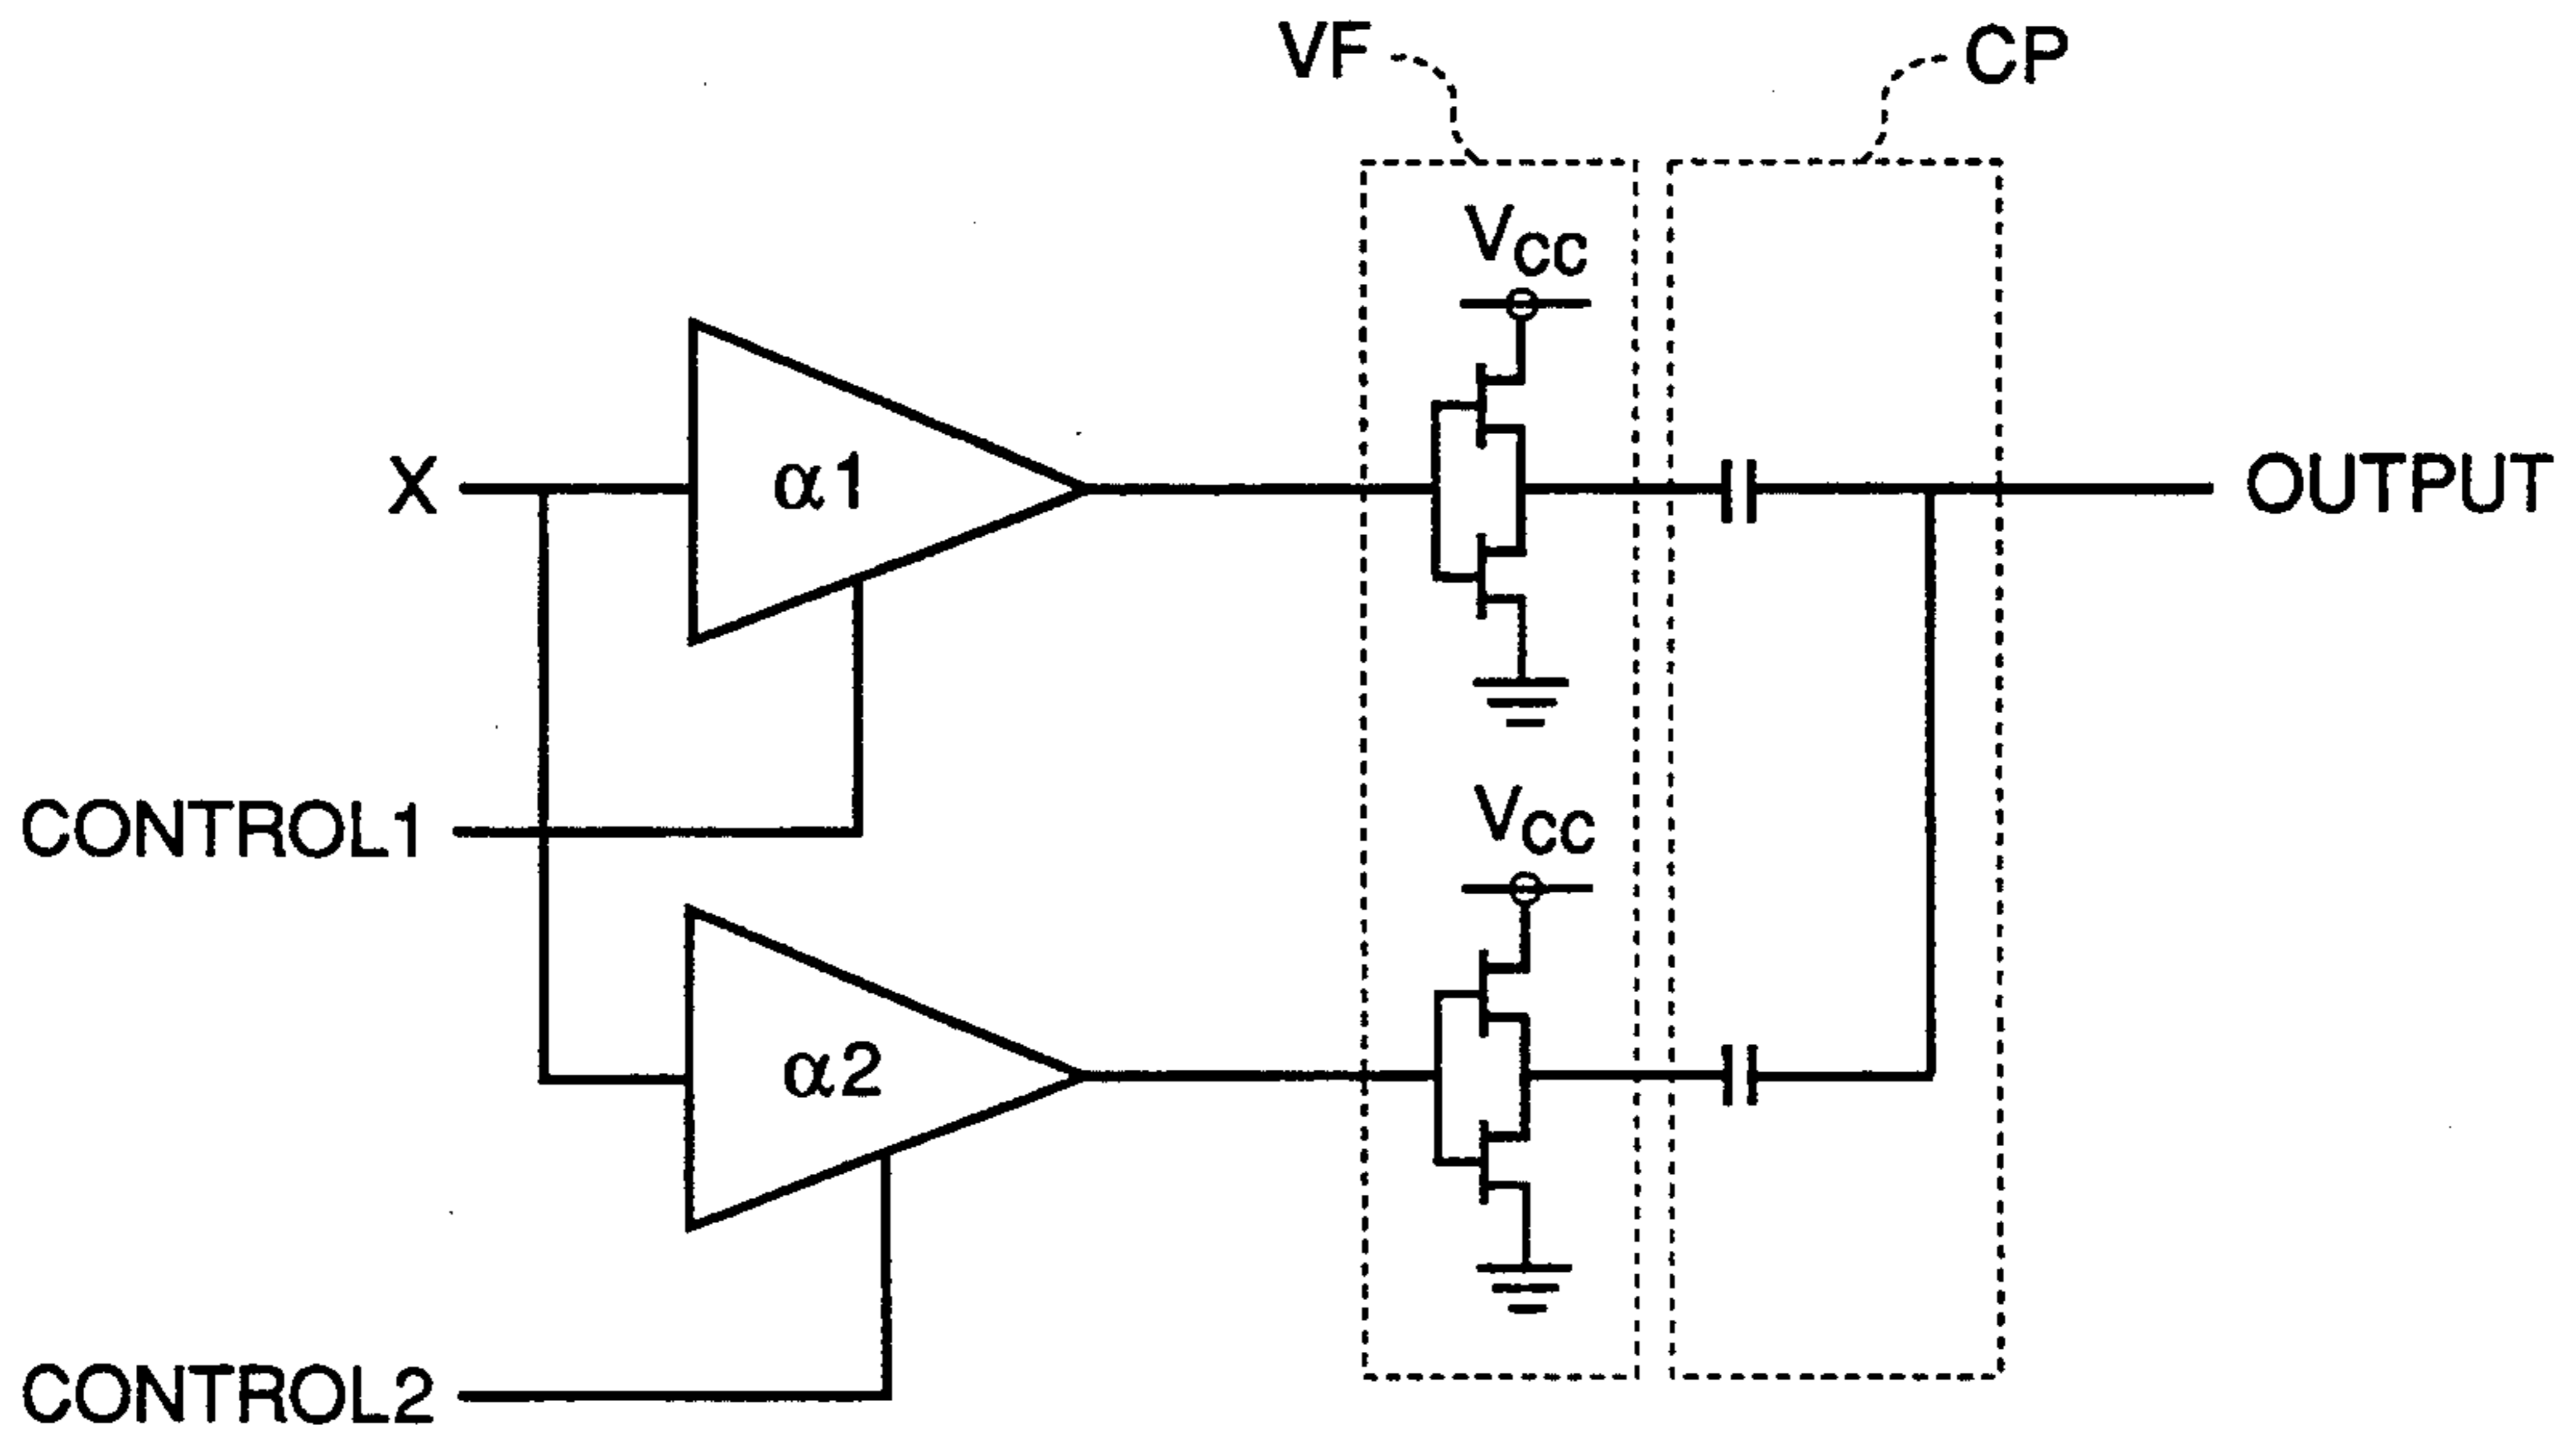 VF
CP
VCC
X
α1
OUTPUT
CONTROL1
VCC
α2
CONTROL2